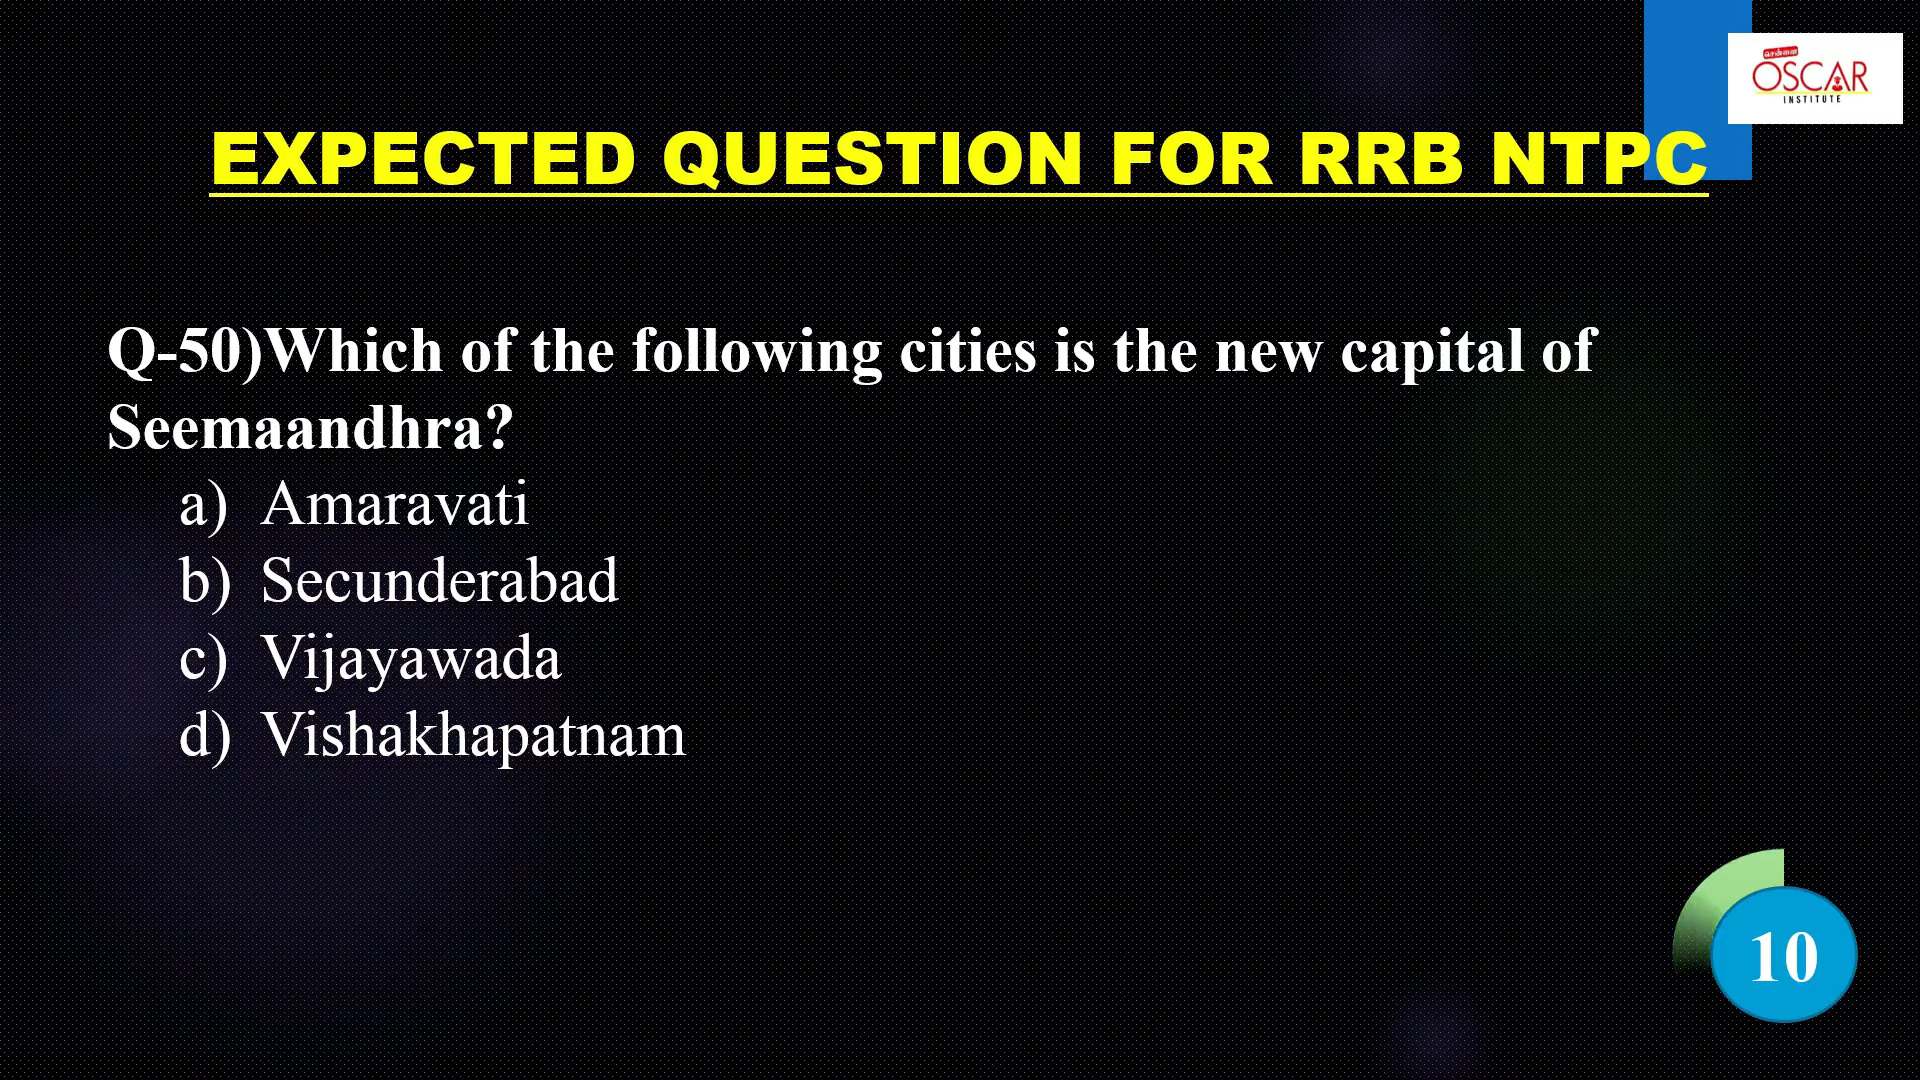 சென்னை
OSCAR
INSTITUTE
EXPECTED QUESTION FOR RRB NTPC
Q-50)Which of the following cities is the new capital of
Seemaandhra?
a) Amaravati
b) Secunderabad
c) Vijayawada
d) Vishakhapatnam
10